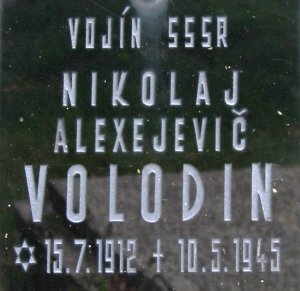 VOJÍN SSSR
NIKOLAJ
ALEXEJEVIČ
VOLODIN
✡ 15.7.1912 ✝ 10.5.1945